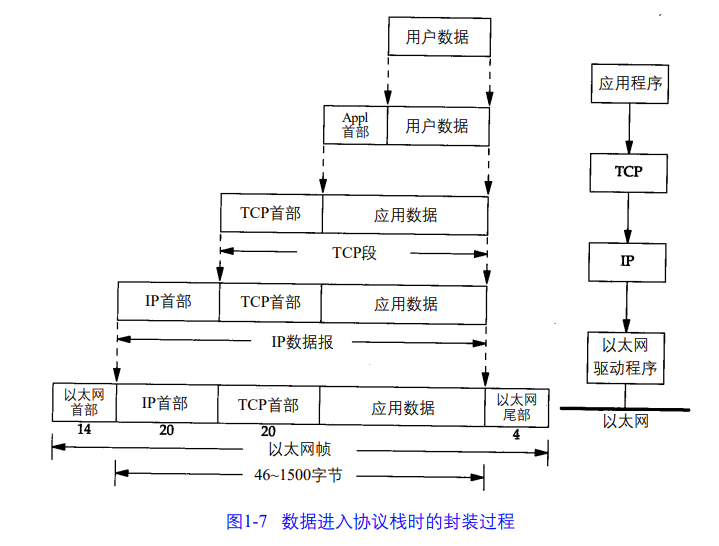 用户数据
应用程序
Appl
首部
用户数据
TCP
TCP首部
应用数据
TCP段
IP
IP首部
TCP首部
应用数据
IP数据报
以太网
驱动程序
以太网
首部
IP首部
TCP首部
应用数据
以太网
尾部
以太网
14
20
20
4
以太网帧
46~1500字节
图1-7 数据进入协议栈时的封装过程